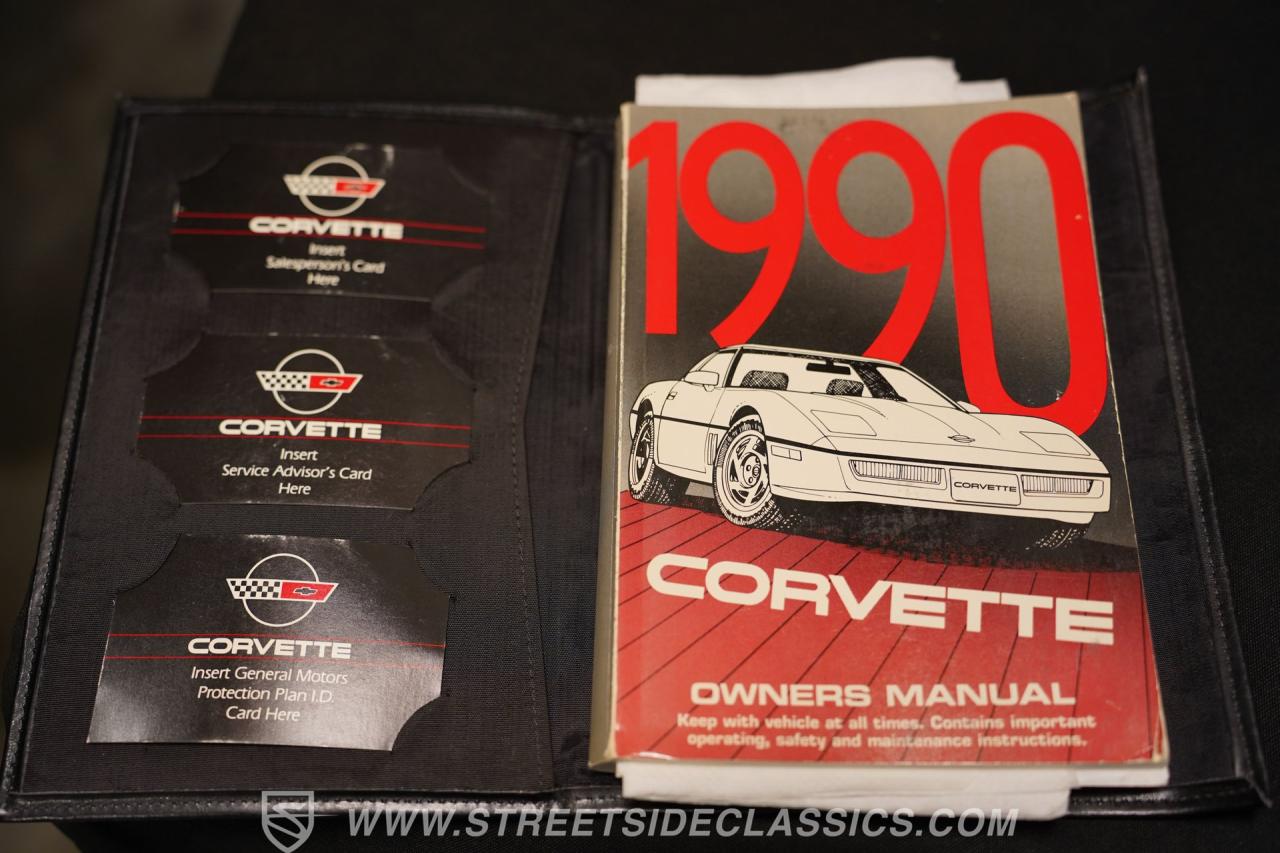 CORVETTE
Insert
Salesperson's Card
Here
CORVETTE
Insert
Service Advisor's Card
Here
CORVETTE
Insert General Motors
Protection Plan I.D.
Card Here
1990
CORVETTE
CORVETTE
OWNERS MANUAL
Keep with vehicle at all times. Contains important
operating, safety and maintenance instructions.
WWW.STREETSIDECLASSICS.COM